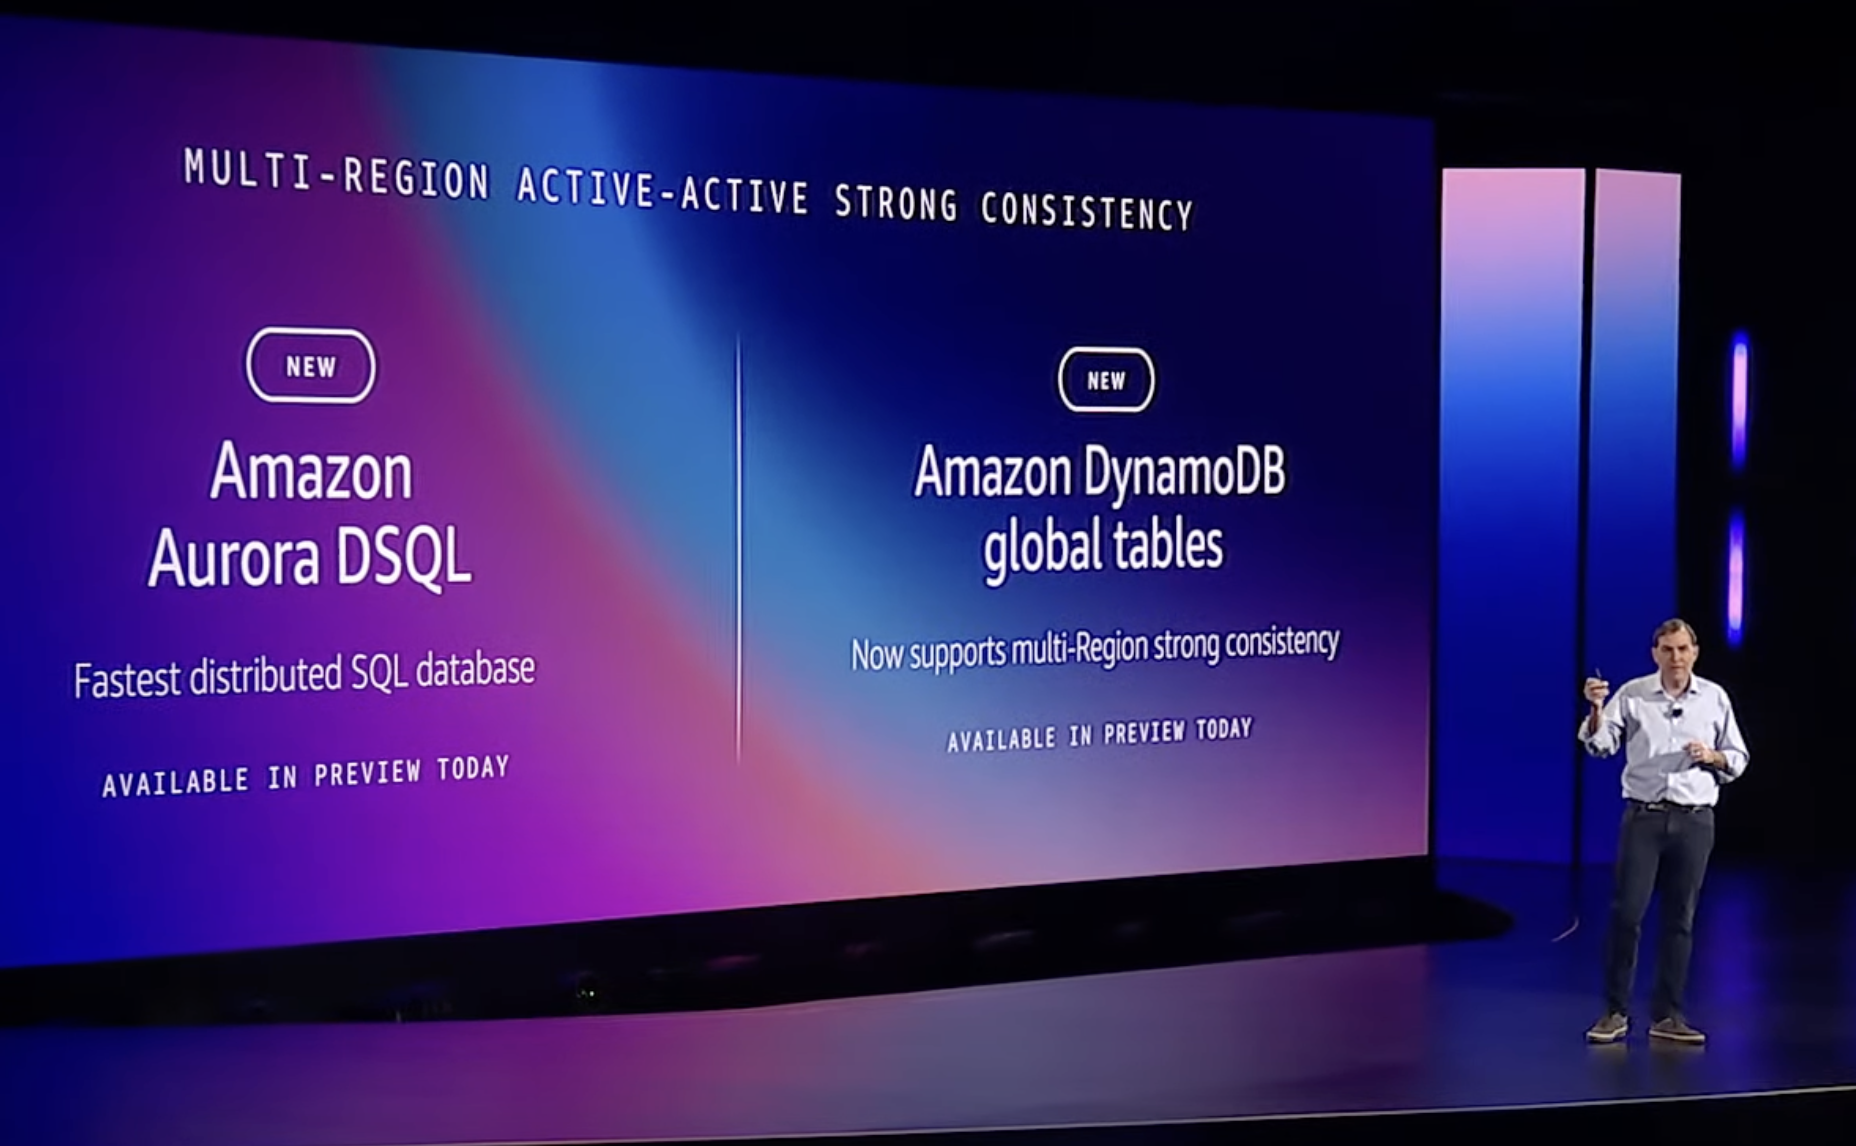 MULTI-REGION ACTIVE-ACTIVE STRONG CONSISTENCY
NEW
Amazon
Aurora DSQL
Fastest distributed SQL database
AVAILABLE IN PREVIEW TODAY
NEW
Amazon DynamoDB
global tables
Now supports multi-Region strong consistency
AVAILABLE IN PREVIEW TODAY